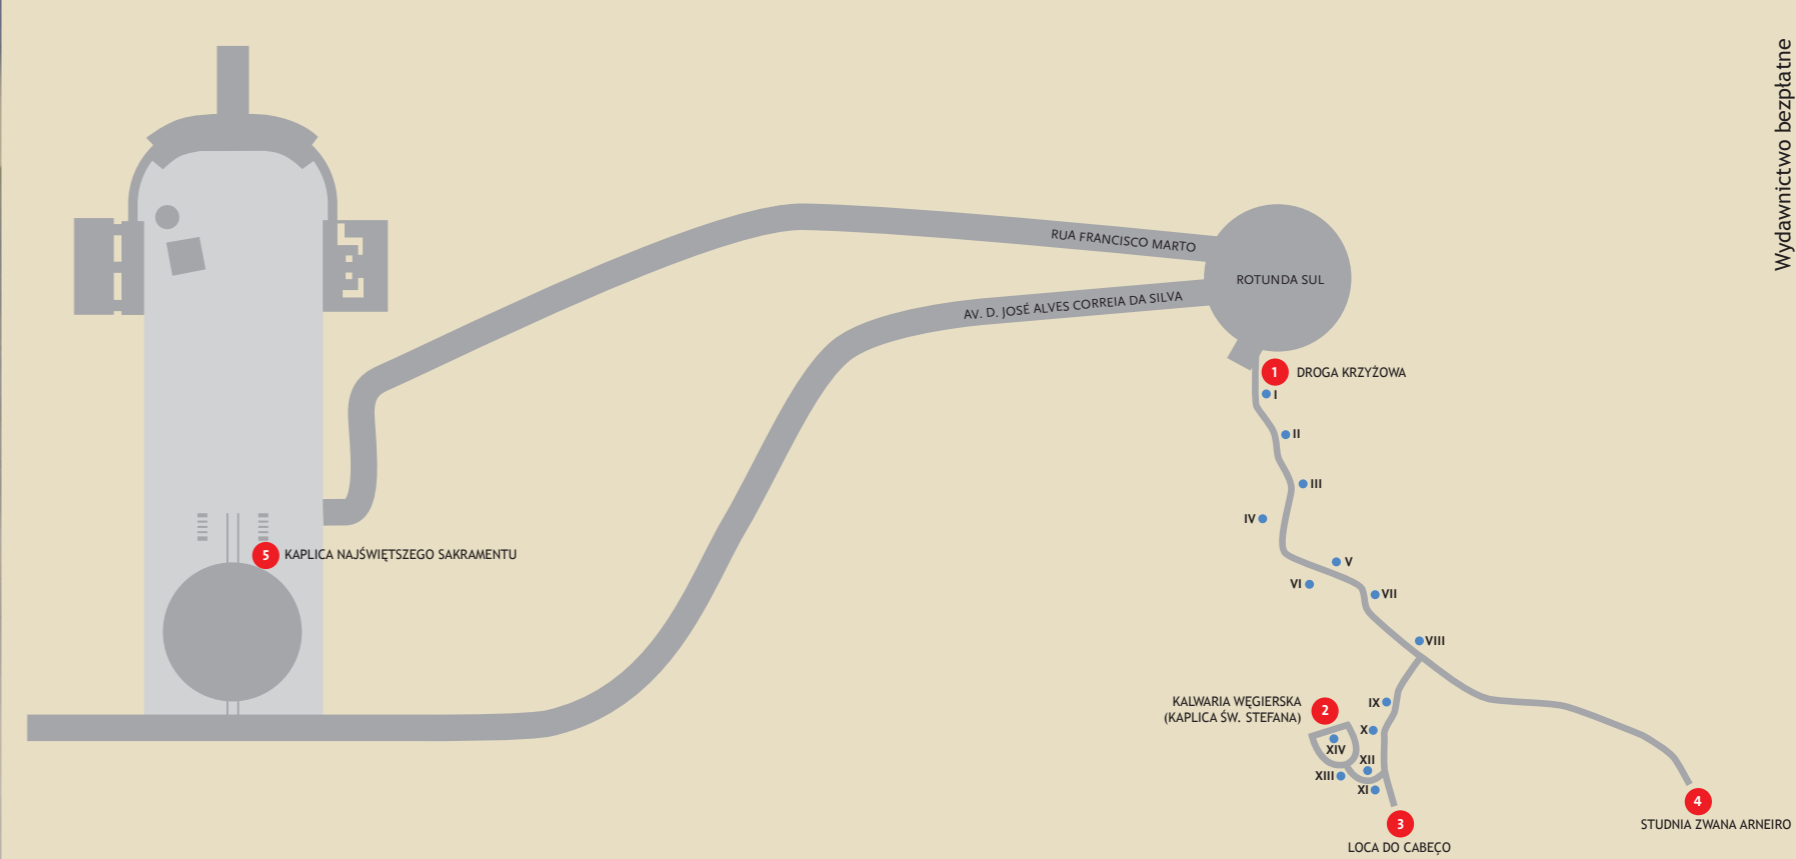 Wydawnictwo bezpłatne
RUA FRANCISCO MARTO
ROTUNDA SUL
AV. D. JOSÉ ALVES CORREIA DA SILVA
1 DROGA KRZYŻOWA
I
II
III
IV
5 KAPLICA NAJŚWIĘTSZEGO SAKRAMENTU
V
VI
VII
VIII
KALWARIA WĘGIERSKA
(KAPLICA ŚW. STEFANA)
2
IX
X
XIV
XII
XIII
XI
4
STUDNIA ZWANA ARNEIRO
3
LOCA DO CABEÇO